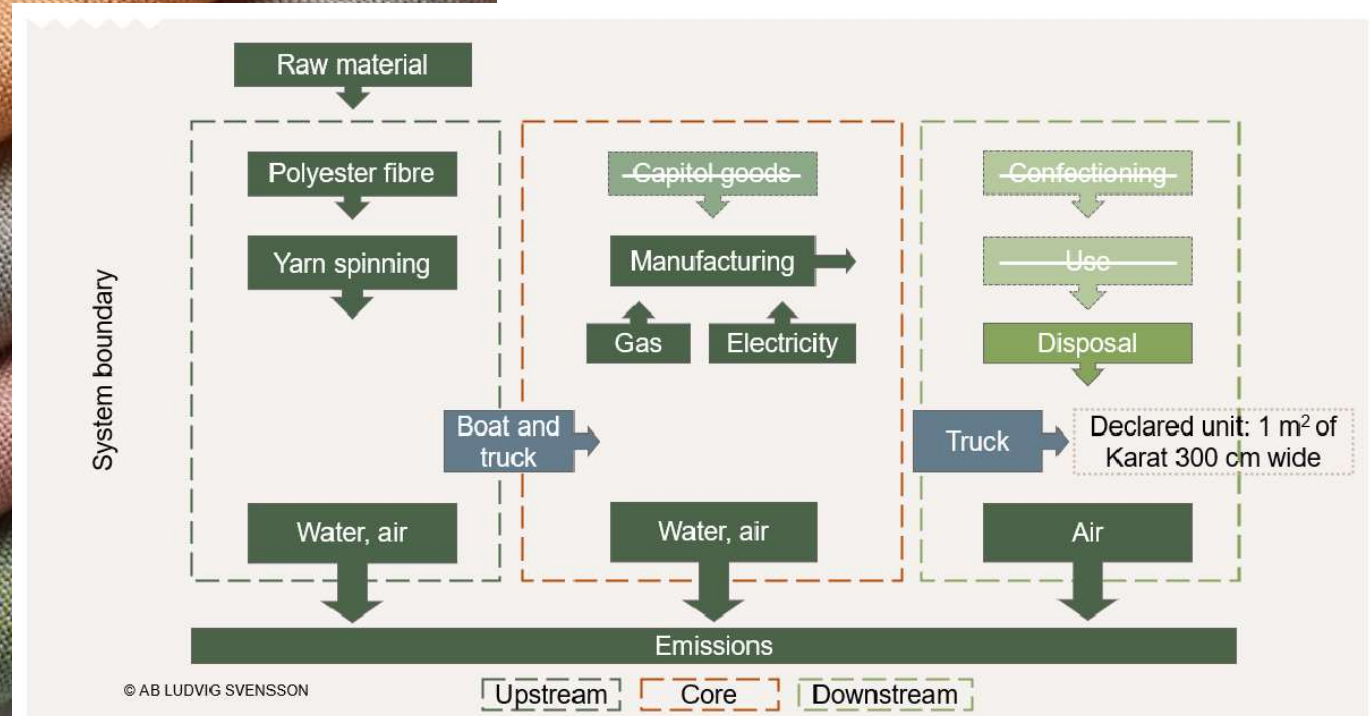 Raw material
System boundary
Polyester fibre
Yarn spinning
Capitol goods
Manufacturing
Gas
Electricity
Confectioning
Use
Disposal
Boat and
truck
Truck
Declared unit: 1 m² of
Karat 300 cm wide
Water, air
Water, air
Air
Emissions
© AB LUDVIG SVENSSON
Upstream
Core
Downstream